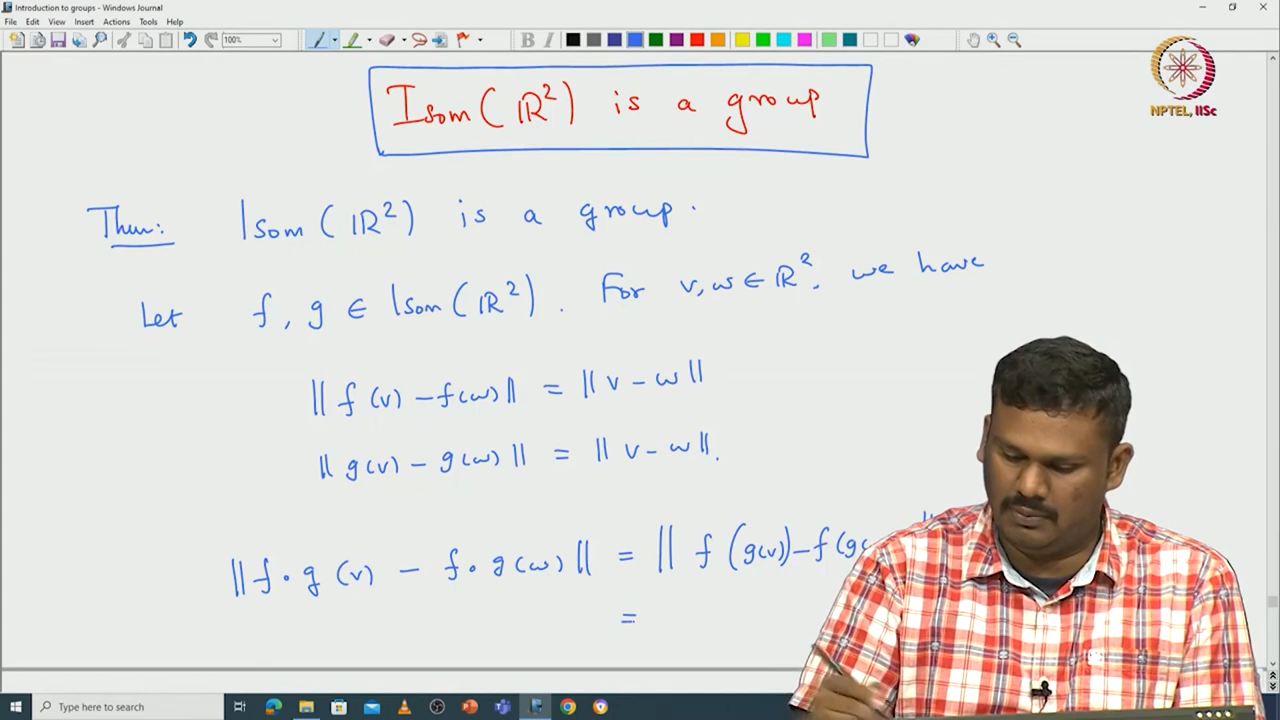 Introduction to groups - Windows Journal
File Edit View Insert Actions Tools Help
100%
NPTEL, IISc
Isom(ℝ²) is a group
Thm: Isom(ℝ²) is a group.
Let f, g ∈ Isom(ℝ²). For v, w ∈ ℝ², we have
‖ f(v) - f(w) ‖ = ‖ v - w ‖
‖ g(v) - g(w) ‖ = ‖ v - w ‖.
‖ f • g (v) - f • g (w) ‖ = ‖ f (g(v)) - f (g(
=
Type here to search